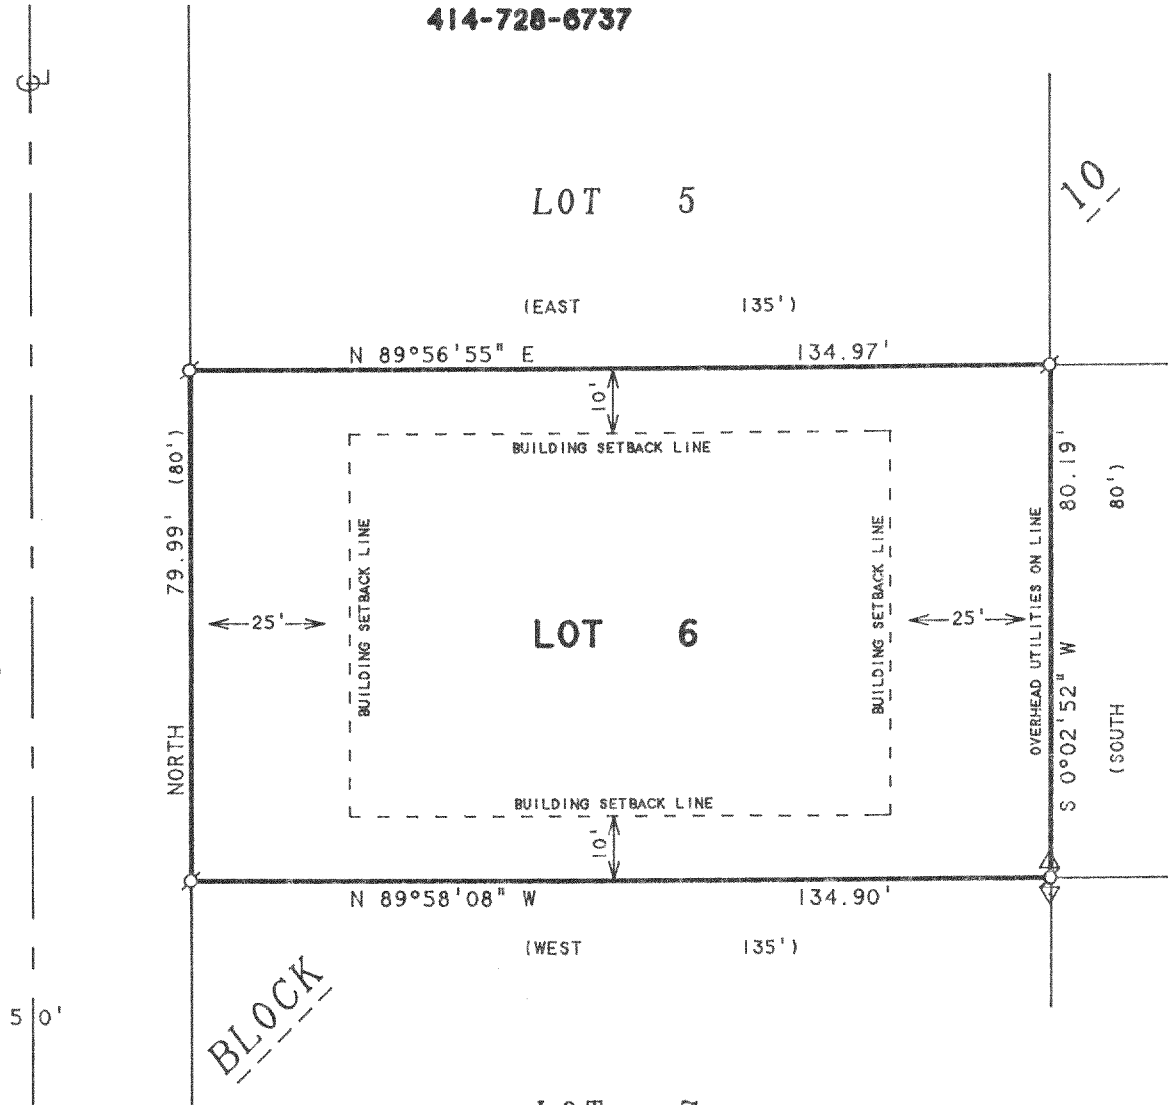 414-728-6737
℄
10
LOT 5
(EAST 135')
N 89°56'55" E 134.97'
10'
BUILDING SETBACK LINE
NORTH 79.99' (80')
25'
BUILDING SETBACK LINE
LOT 6
BUILDING SETBACK LINE
25'
OVERHEAD UTILITIES ON LINE
S 0°02'52" W 80.19'
(SOUTH 80')
BUILDING SETBACK LINE
10'
N 89°58'08" W 134.90'
(WEST 135')
BLOCK
50'
LOT